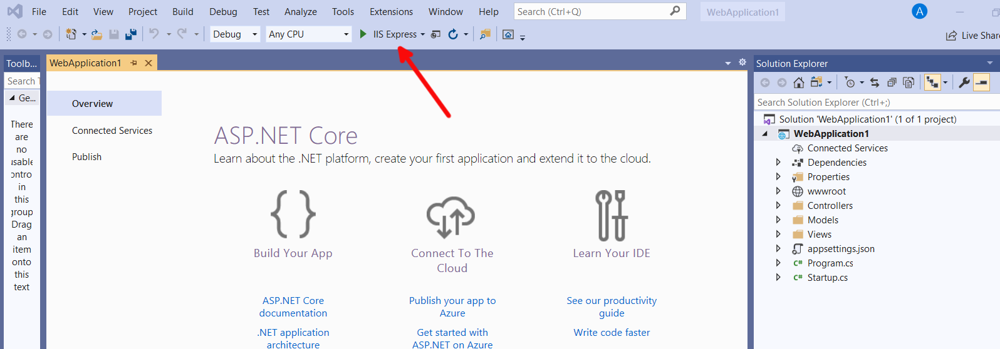 File Edit View Project Build Debug Test Analyze Tools Extensions Window Help Search (Ctrl+Q) WebApplication1 A
Debug Any CPU IIS Express Live Share
Toolb...
Search T
Ge...
There
are
no
usable
controls
in
this
group.
Drag
an
item
onto
this
text
WebApplication1
Overview
Connected Services
Publish
ASP.NET Core
Learn about the .NET platform, create your first application and extend it to the cloud.
Build Your App
ASP.NET Core
documentation
.NET application
architecture
Connect To The
Cloud
Publish your app to
Azure
Get started with
ASP.NET on Azure
Learn Your IDE
See our productivity
guide
Write code faster
Solution Explorer
Search Solution Explorer (Ctrl+;)
Solution 'WebApplication1' (1 of 1 project)
WebApplication1
Connected Services
Dependencies
Properties
wwwroot
Controllers
Models
Views
appsettings.json
C# Program.cs
C# Startup.cs